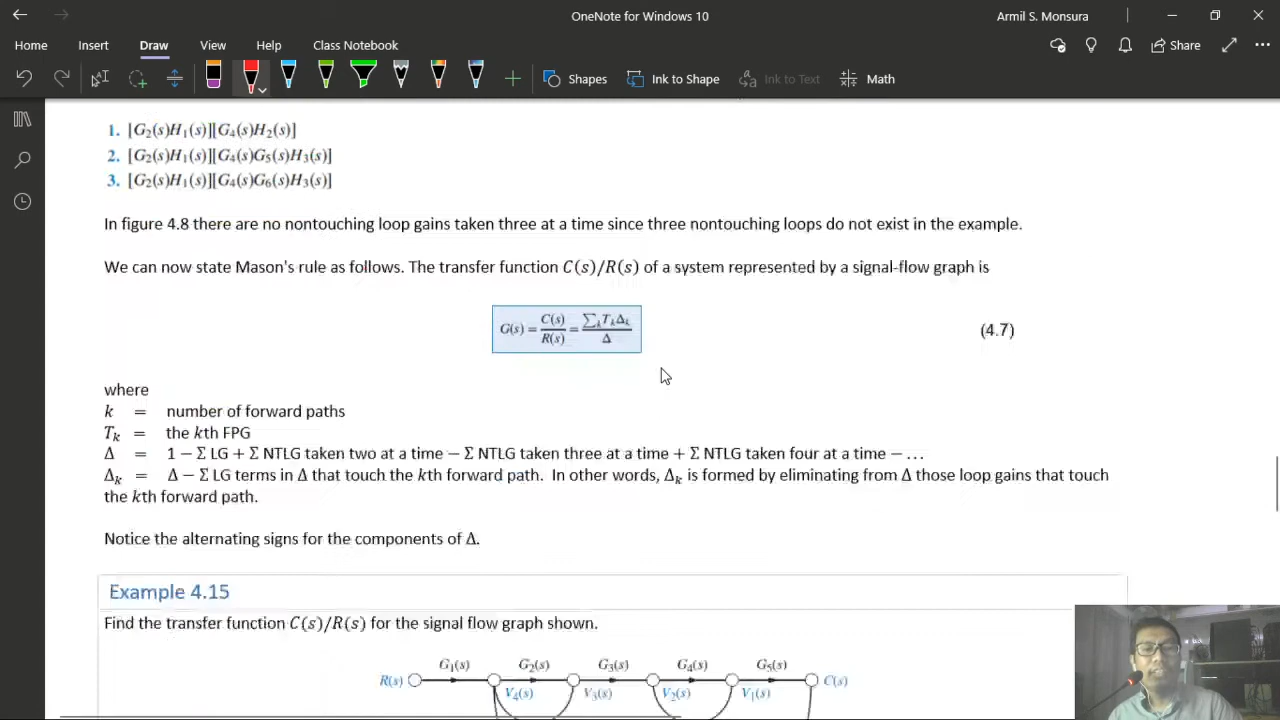 OneNote for Windows 10
Armil S. Monsura
Home Insert Draw View Help Class Notebook
Share
Shapes Ink to Shape Ink to Text Math
1. [G₂(s)H₁(s)][G₄(s)H₂(s)]
2. [G₂(s)H₁(s)][G₄(s)G₅(s)H₃(s)]
3. [G₂(s)H₁(s)][G₄(s)G₆(s)H₃(s)]
In figure 4.8 there are no nontouching loop gains taken three at a time since three nontouching loops do not exist in the example.
We can now state Mason's rule as follows. The transfer function C(s)/R(s) of a system represented by a signal-flow graph is
G(s) = C(s)/R(s) = ∑ₖTₖΔₖ/Δ (4.7)
where
k = number of forward paths
Tₖ = the kth FPG
Δ = 1 − Σ LG + Σ NTLG taken two at a time − Σ NTLG taken three at a time + Σ NTLG taken four at a time − …
Δₖ = Δ − Σ LG terms in Δ that touch the kth forward path. In other words, Δₖ is formed by eliminating from Δ those loop gains that touch
the kth forward path.
Notice the alternating signs for the components of Δ.
Example 4.15
Find the transfer function C(s)/R(s) for the signal flow graph shown.
G₁(s) G₂(s) G₃(s) G₄(s) G₅(s)
R(s) C(s)
V₄(s) V₃(s) V₂(s) V₁(s)